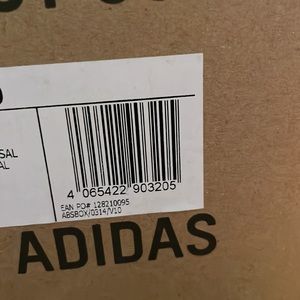 SAL
AL
4 065422 903205
EAN PO# 128210095
ABSBOX/0314/V10
ADIDAS